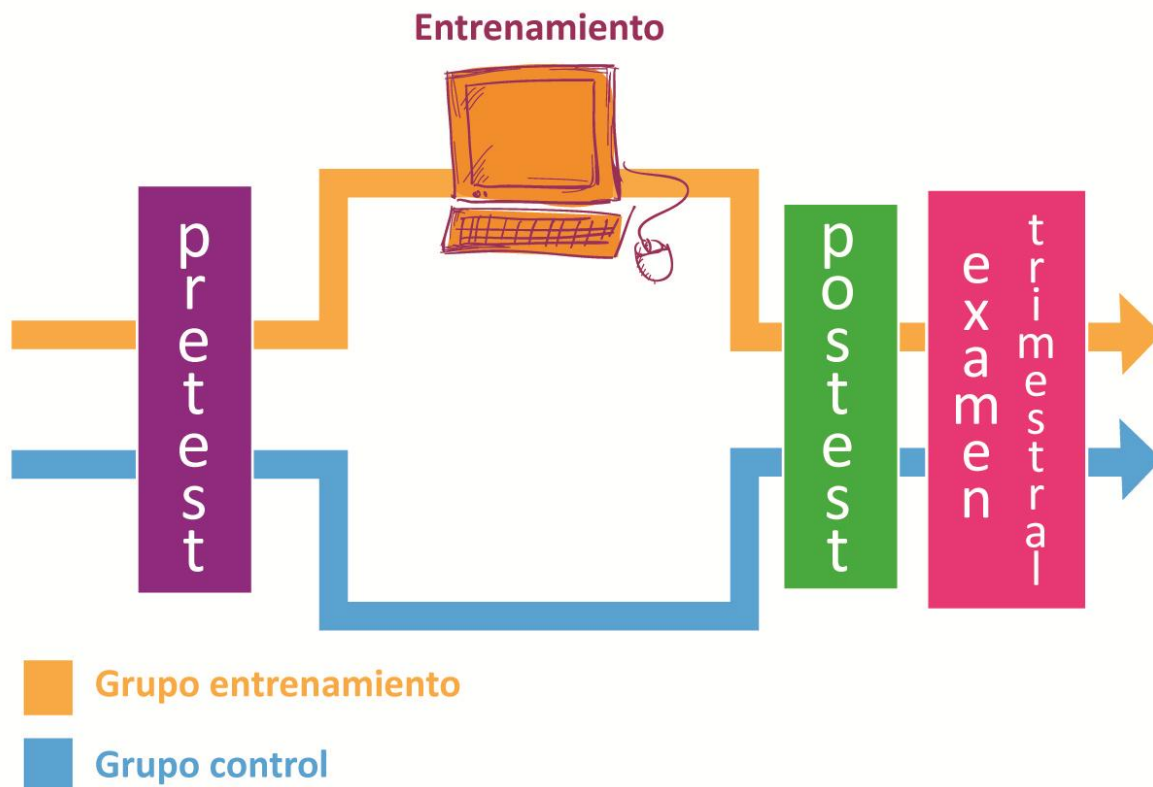 Entrenamiento
pretest
postest
examen
trimestral
Grupo entrenamiento
Grupo control